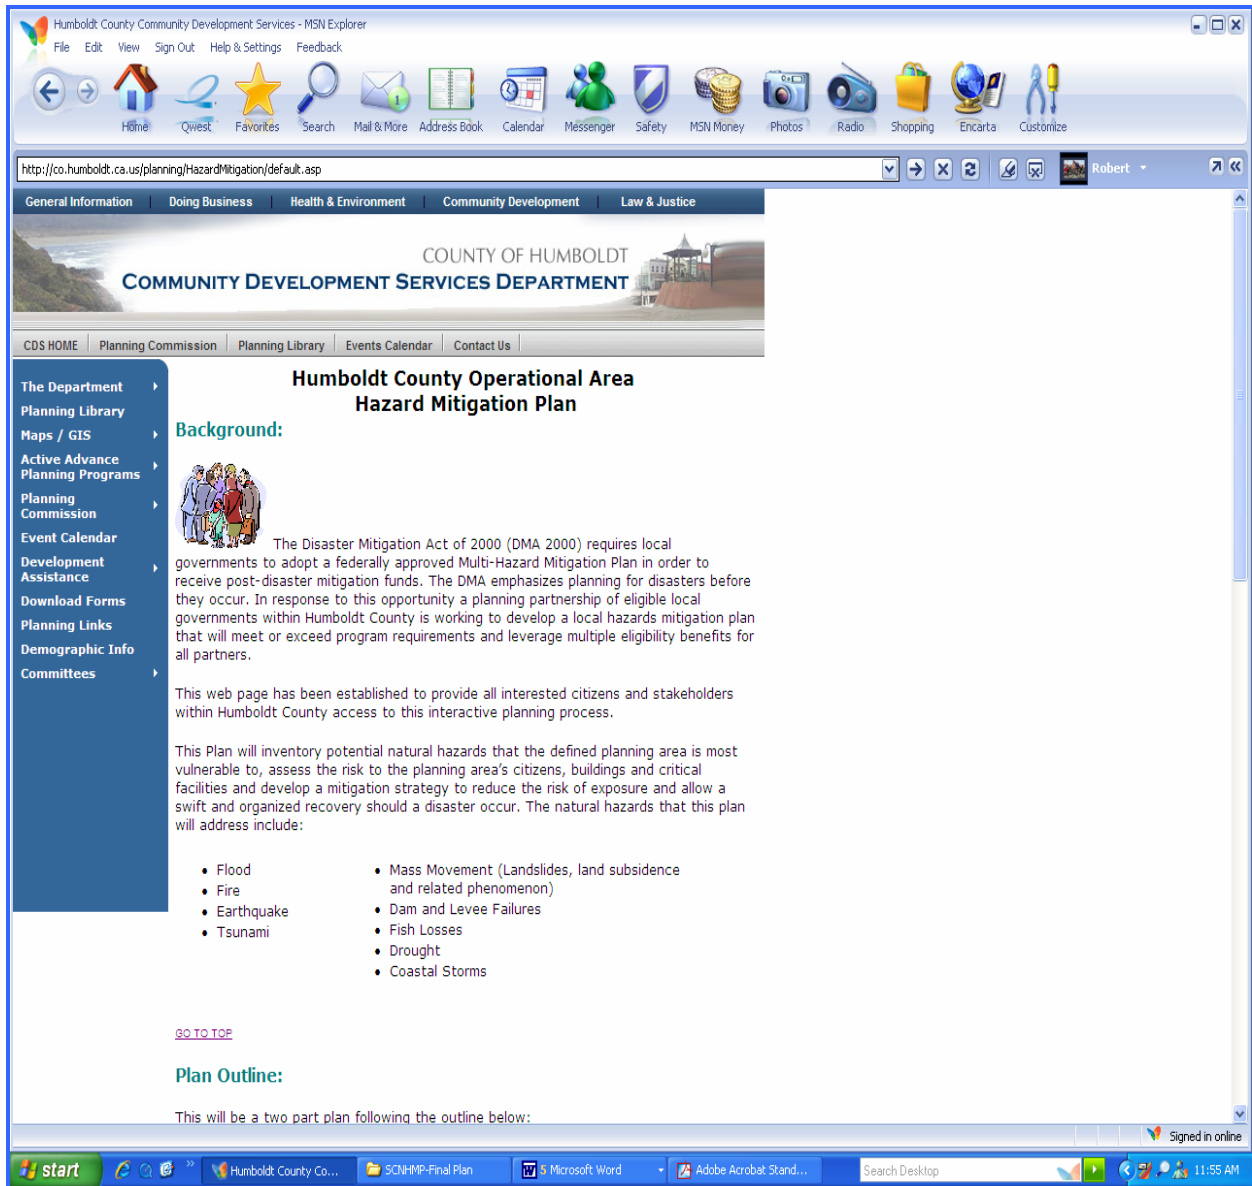 Humboldt County Community Development Services - MSN Explorer
File Edit View Sign Out Help & Settings Feedback
Home Qwest Favorites Search Mail & More Address Book Calendar Messenger Safety MSN Money Photos Radio Shopping Encarta Customize
http://co.humboldt.ca.us/planning/HazardMitigation/default.asp
Robert
General Information Doing Business Health & Environment Community Development Law & Justice
COUNTY OF HUMBOLDT
COMMUNITY DEVELOPMENT SERVICES DEPARTMENT
CDS HOME Planning Commission Planning Library Events Calendar Contact Us
The Department
Planning Library
Maps / GIS
Active Advance
Planning Programs
Planning
Commission
Event Calendar
Development
Assistance
Download Forms
Planning Links
Demographic Info
Committees
Humboldt County Operational Area
Hazard Mitigation Plan
Background:
The Disaster Mitigation Act of 2000 (DMA 2000) requires local
governments to adopt a federally approved Multi-Hazard Mitigation Plan in order to
receive post-disaster mitigation funds. The DMA emphasizes planning for disasters before
they occur. In response to this opportunity a planning partnership of eligible local
governments within Humboldt County is working to develop a local hazards mitigation plan
that will meet or exceed program requirements and leverage multiple eligibility benefits for
all partners.
This web page has been established to provide all interested citizens and stakeholders
within Humboldt County access to this interactive planning process.
This Plan will inventory potential natural hazards that the defined planning area is most
vulnerable to, assess the risk to the planning area's citizens, buildings and critical
facilities and develop a mitigation strategy to reduce the risk of exposure and allow a
swift and organized recovery should a disaster occur. The natural hazards that this plan
will address include:
• Flood
• Fire
• Earthquake
• Tsunami
• Mass Movement (Landslides, land subsidence
and related phenomenon)
• Dam and Levee Failures
• Fish Losses
• Drought
• Coastal Storms
GO TO TOP
Plan Outline:
This will be a two part plan following the outline below:
Signed in online
start Humboldt County Co... SCNHMP-Final Plan 5 Microsoft Word Adobe Acrobat Stand... Search Desktop 11:55 AM